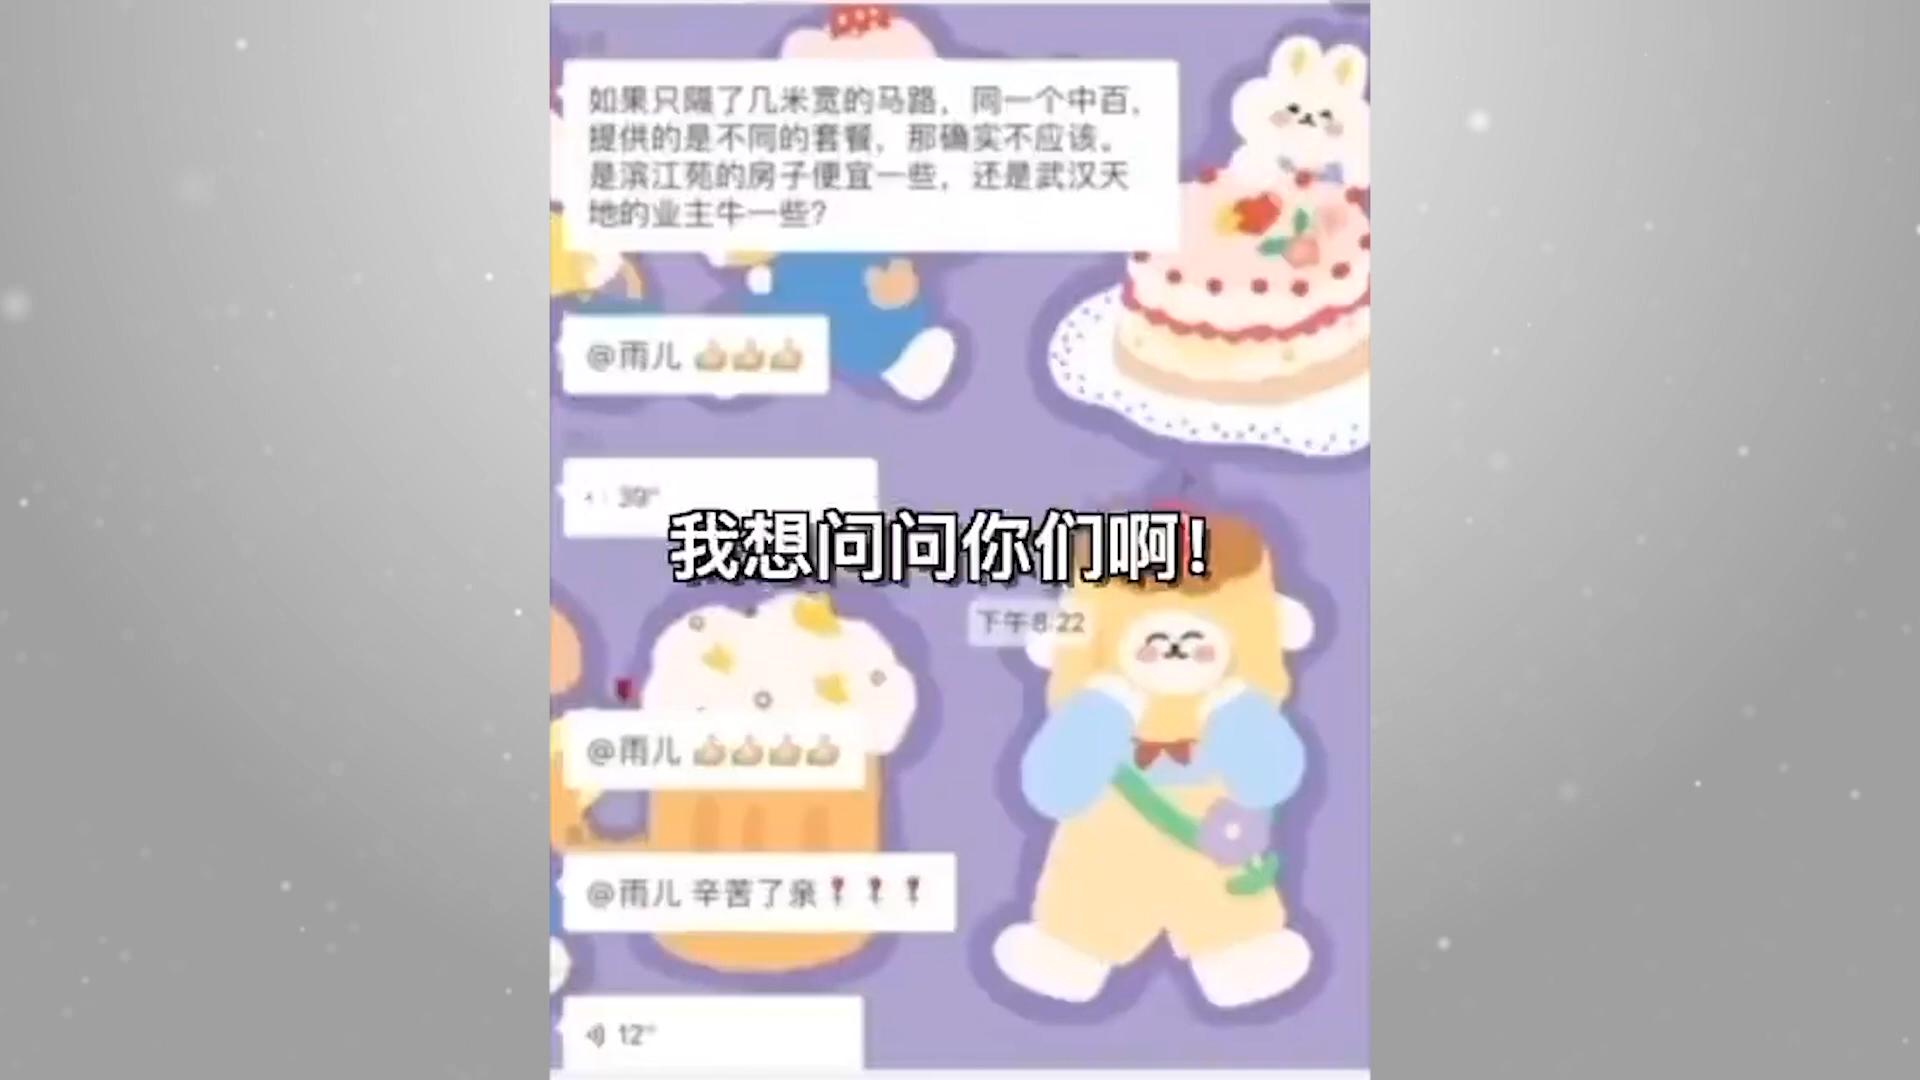 如果只隔了几米宽的马路，同一个中百，
提供的是不同的套餐，那确实不应该。
是滨江苑的房子便宜一些，还是武汉天
地的业主牛一些？
@雨儿 👍👍👍
39"
我想问问你们啊！
下午8:22
@雨儿 👍👍👍👍
@雨儿 辛苦了亲🌹🌹🌹
12"